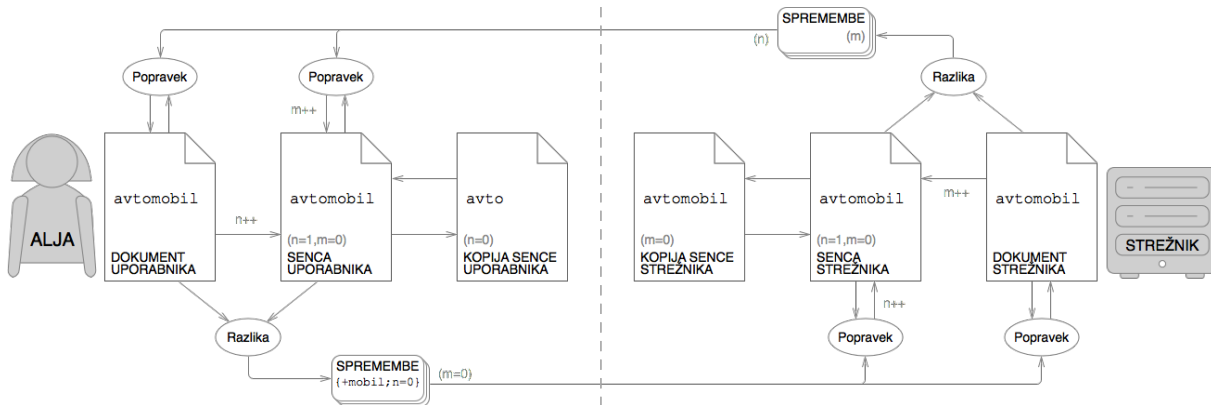 SPREMEMBE
(n)
(m)
Popravek
Popravek
Razlika
m++
avtomobil
avtomobil
avto
avtomobil
avtomobil
avtomobil
n++
m++
ALJA
(n=1,m=0)
(n=0)
(m=0)
(n=1,m=0)
STREŽNIK
DOKUMENT
UPORABNIKA
SENCA
UPORABNIKA
KOPIJA SENCE
UPORABNIKA
KOPIJA SENCE
STREŽNIKA
SENCA
STREŽNIKA
DOKUMENT
STREŽNIKA
n++
Razlika
Popravek
Popravek
SPREMEMBE
{+mobil;n=0}
(m=0)